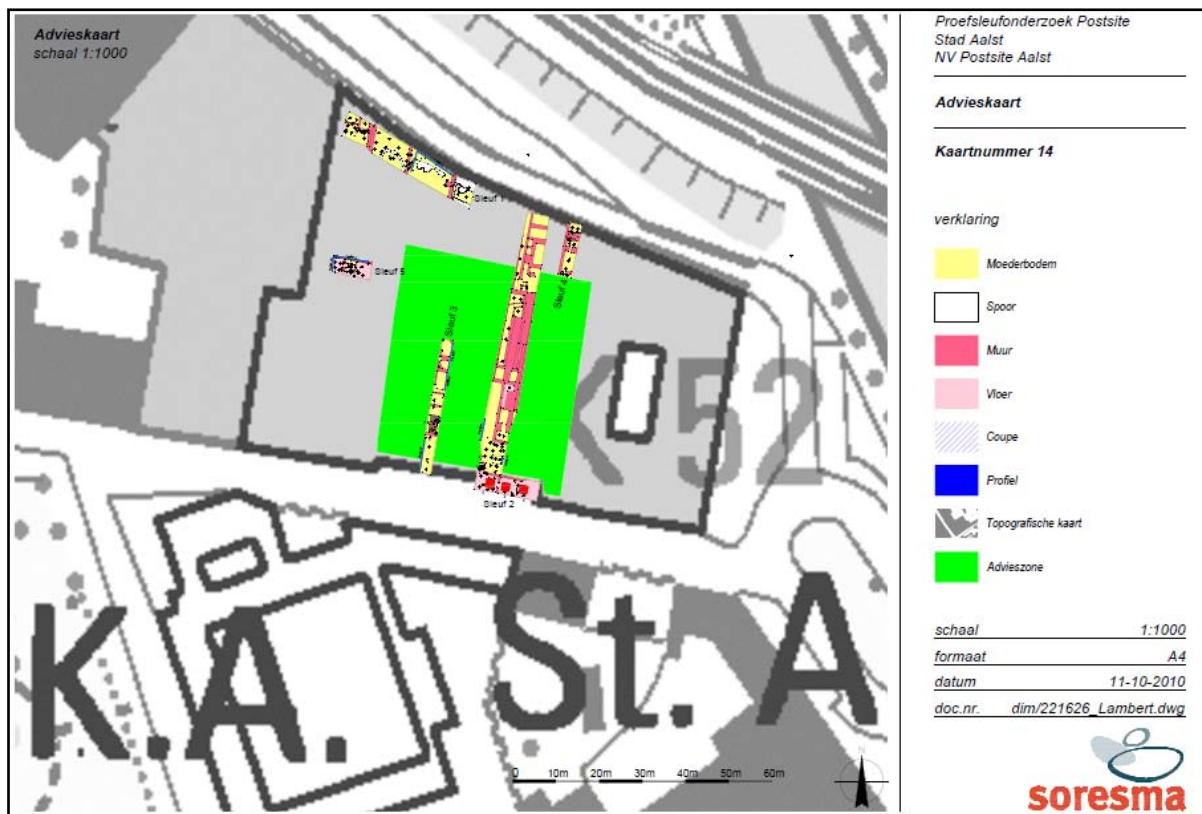 Advieskaart
schaal 1:1000
Sleuf 1
Sleuf 5
Sleuf 4
Sleuf 3
K 52
Sleuf 2
K.A. St. A
0 10m 20m 30m 40m 50m 60m
N
Proefsleufonderzoek Postsite
Stad Aalst
NV Postsite Aalst
Advieskaart
Kaartnummer 14
verklaring
Moederbodem
Spoor
Muur
Vloer
Coupe
Profiel
Topografische kaart
Advieszone
schaal 1:1000
formaat A4
datum 11-10-2010
doc.nr. dim/221626_Lambert.dwg
soresma